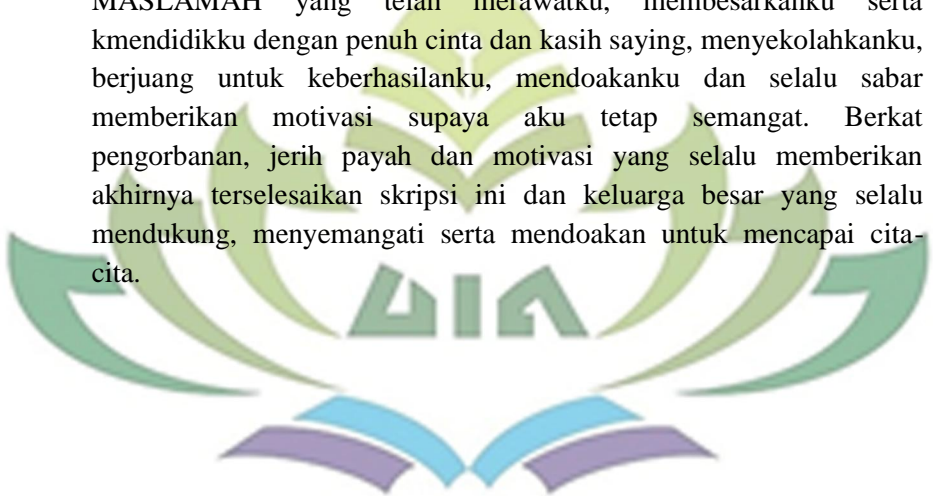 MASLAMAH yang telah merawatku, membesarkanku serta
kmendidikku dengan penuh cinta dan kasih saying, menyekolahkanku,
berjuang untuk keberhasilanku, mendoakanku dan selalu sabar
memberikan motivasi supaya aku tetap semangat. Berkat
pengorbanan, jerih payah dan motivasi yang selalu memberikan
akhirnya terselesaikan skripsi ini dan keluarga besar yang selalu
mendukung, menyemangati serta mendoakan untuk mencapai cita-
cita.
UIN